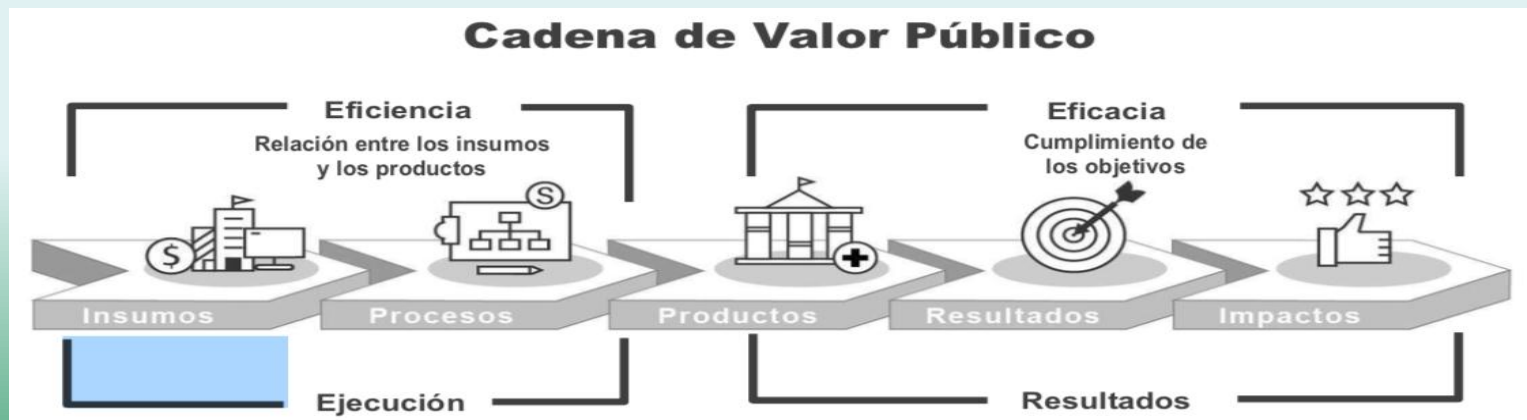 Cadena de Valor Público
Eficiencia
Relación entre los insumos
y los productos
Eficacia
Cumplimiento de
los objetivos
$
S
Insumos
Procesos
Productos
Resultados
Impactos
Ejecución
Resultados